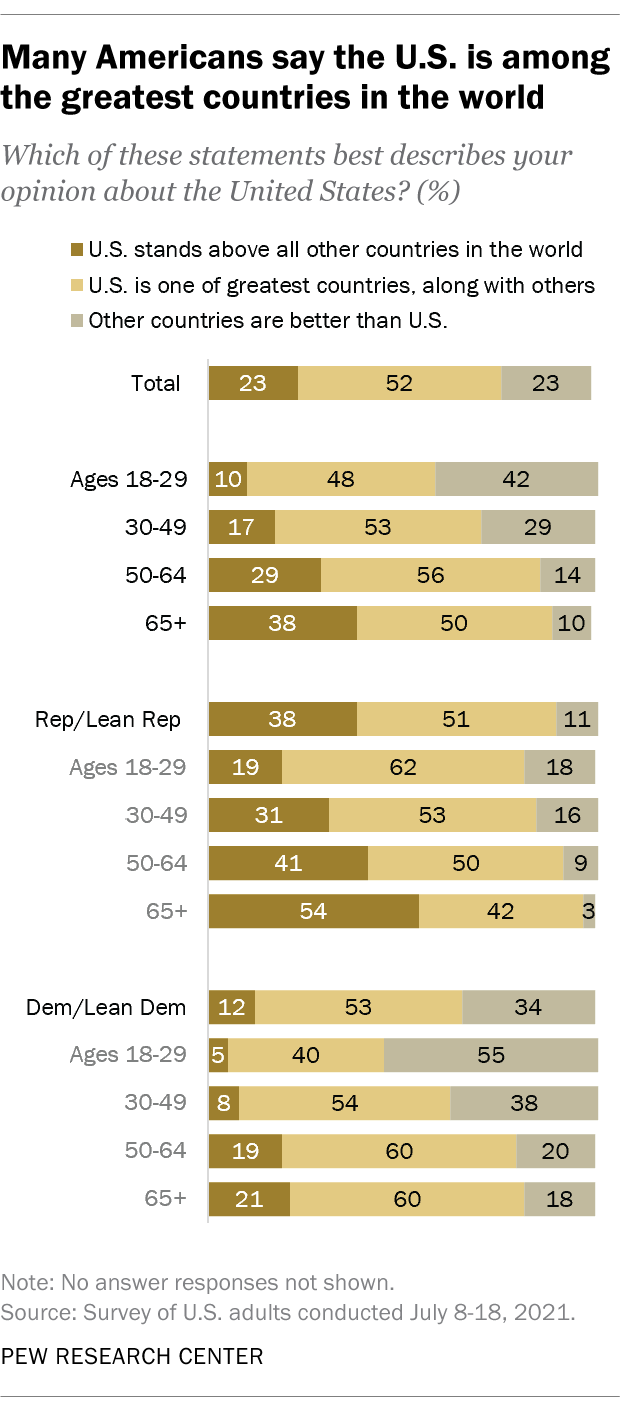 Many Americans say the U.S. is among
the greatest countries in the world
Which of these statements best describes your
opinion about the United States? (%)
U.S. stands above all other countries in the world
U.S. is one of greatest countries, along with others
Other countries are better than U.S.
Total 23 52 23
Ages 18-29 10 48 42
30-49 17 53 29
50-64 29 56 14
65+ 38 50 10
Rep/Lean Rep 38 51 11
Ages 18-29 19 62 18
30-49 31 53 16
50-64 41 50 9
65+ 54 42 3
Dem/Lean Dem 12 53 34
Ages 18-29 5 40 55
30-49 8 54 38
50-64 19 60 20
65+ 21 60 18
Note: No answer responses not shown.
Source: Survey of U.S. adults conducted July 8-18, 2021.
PEW RESEARCH CENTER